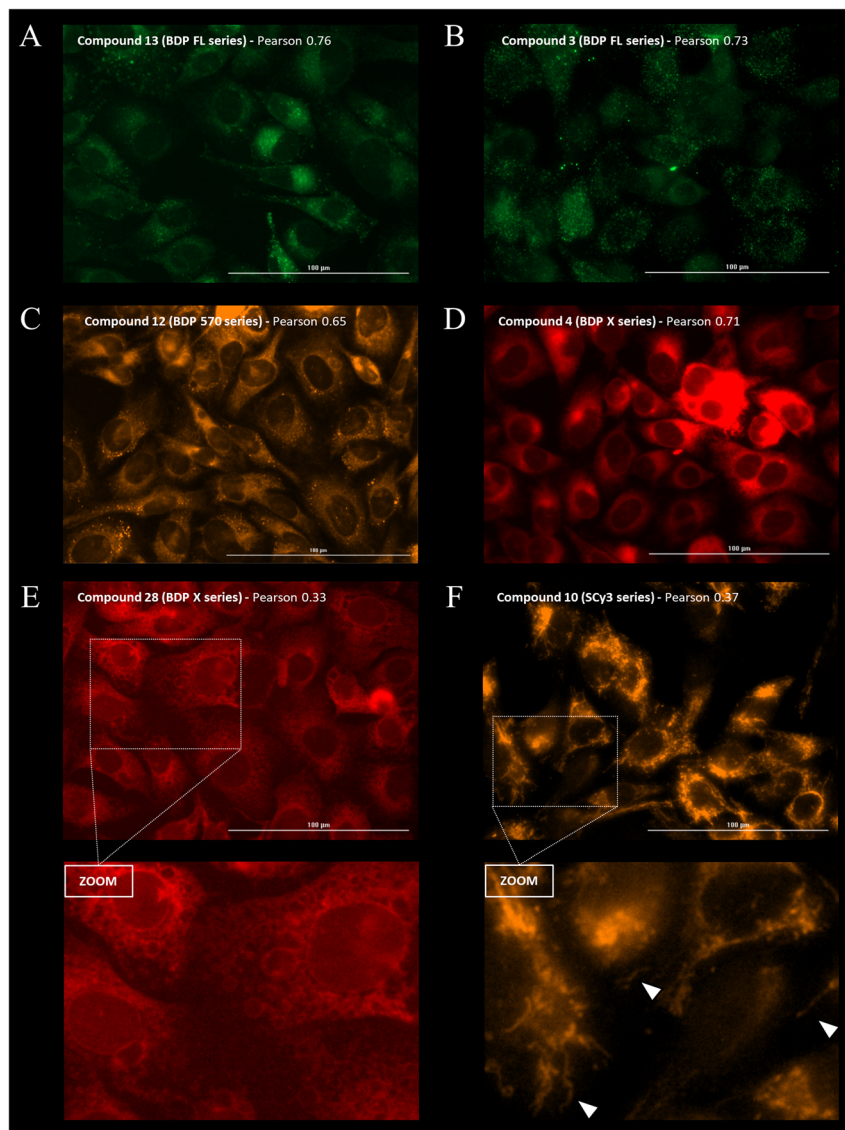 A
Compound 13 (BDP FL series) - Pearson 0.76
100 µm
B
Compound 3 (BDP FL series) - Pearson 0.73
100 µm
C
Compound 12 (BDP 570 series) - Pearson 0.65
100 µm
D
Compound 4 (BDP X series) - Pearson 0.71
100 µm
E
Compound 28 (BDP X series) - Pearson 0.33
100 µm
ZOOM
F
Compound 10 (SCy3 series) - Pearson 0.37
100 µm
ZOOM